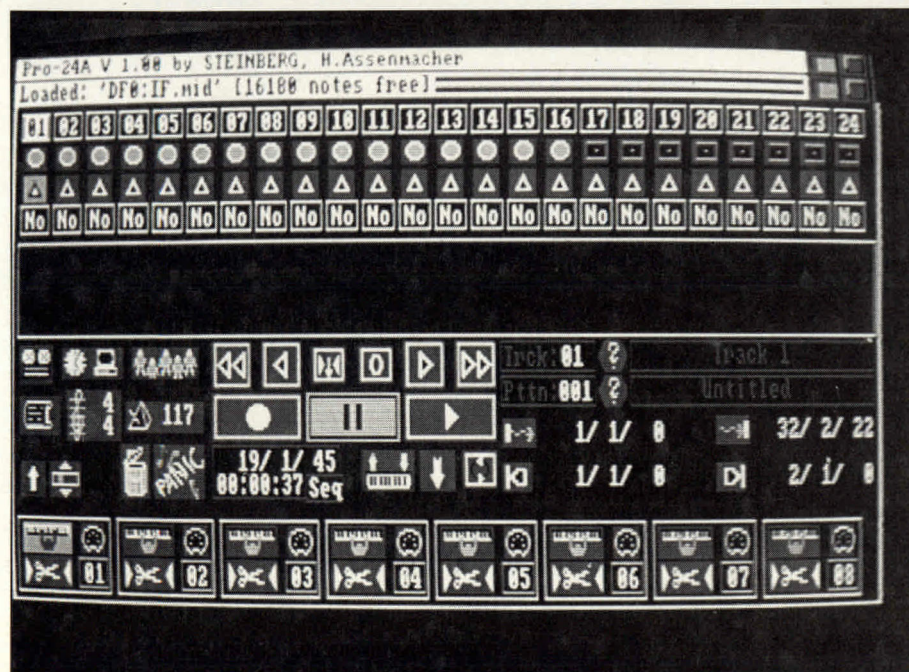 Pro-24A V 1.00 by STEINBERG, H.Assenmacher
Loaded: 'DF0:IF.mid' [16180 notes free]
01 02 03 04 05 06 07 08 09 10 11 12 13 14 15 16 17 18 19 20 21 22 23 24
No No No No No No No No No No No No No No No No No No No No No No No No
0 Trck:01 ? Track 1
Pttn:001 ? Untitled
4
4 117 1/ 1/ 0 32/ 2/ 22
PANIC 19/ 1/ 45 1/ 1/ 0 2/ 1/ 0
00:00:37 Seq
01 02 03 04 05 06 07 08